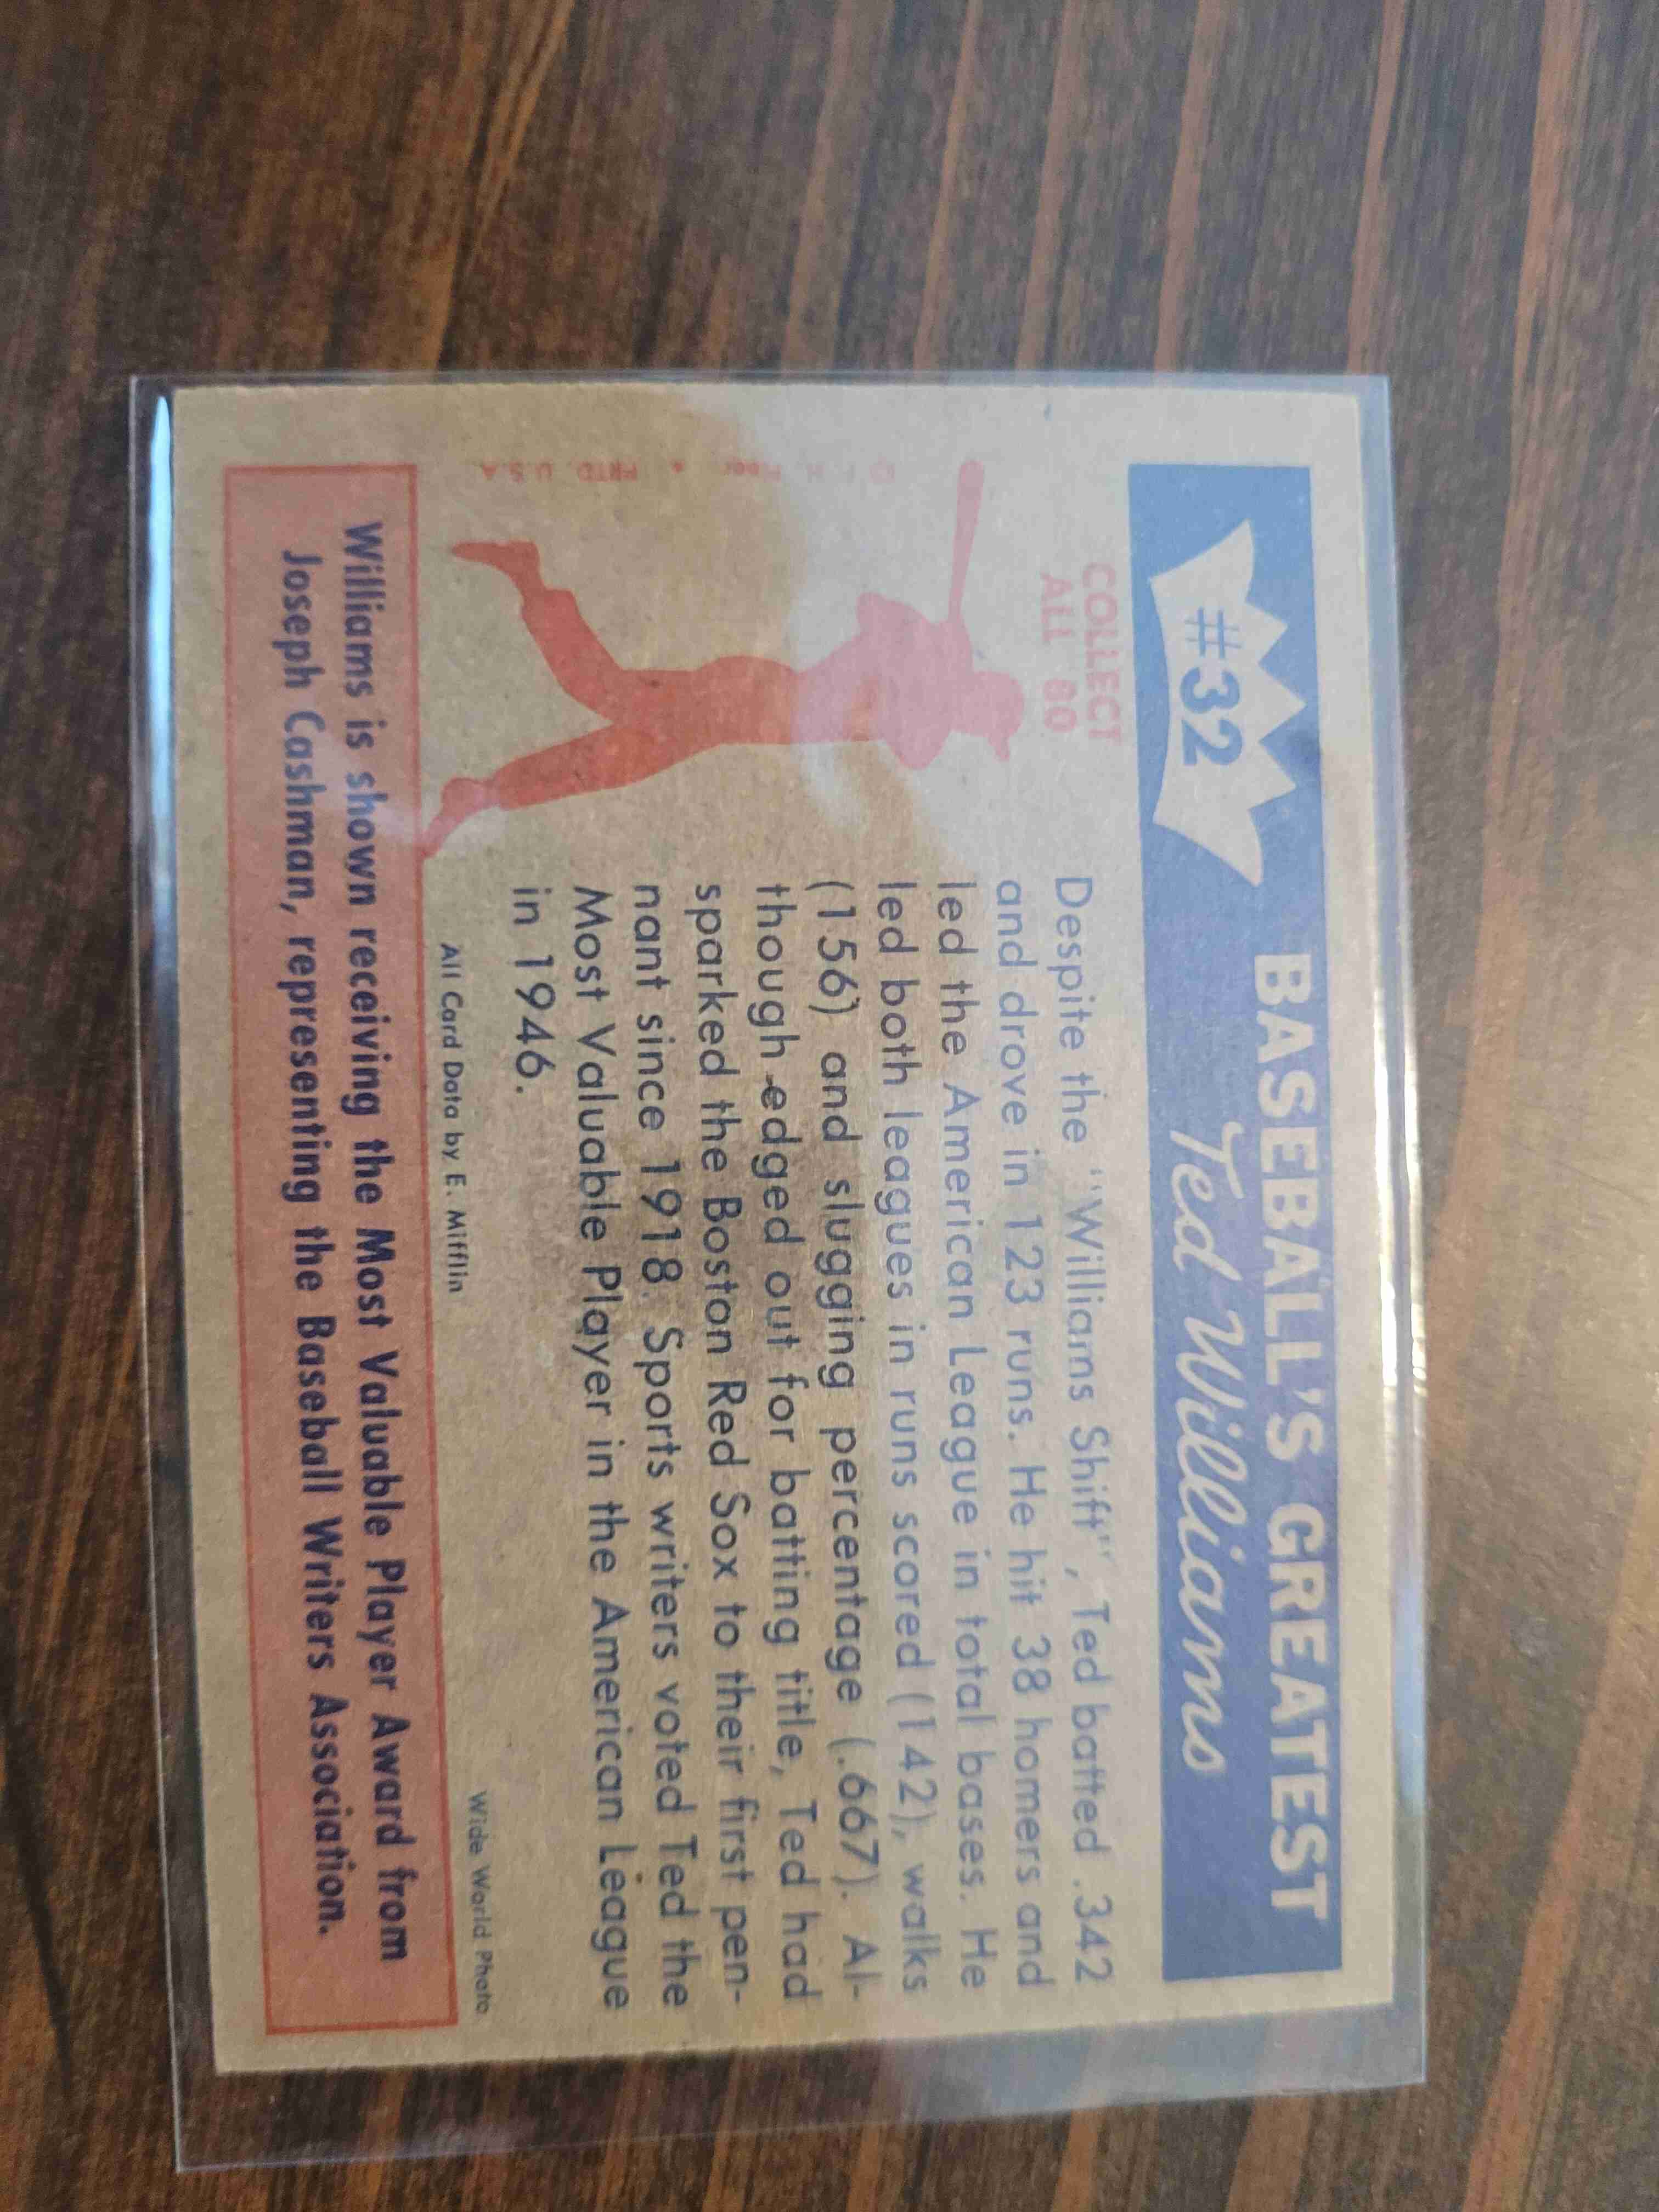 #32
BASEBALL'S GREATEST
Ted Williams
COLLECT
ALL 80
Despite the "Williams Shift", Ted batted .342
and drove in 123 runs. He hit 38 homers and
led the American League in total bases. He
led both leagues in runs scored (142), walks
(156) and slugging percentage (.667). Al-
though edged out for batting title, Ted had
sparked the Boston Red Sox to their first pen-
nant since 1918. Sports writers voted Ted the
Most Valuable Player in the American League
in 1946.
All Card Data by E. Mifflin
Wide World Photo
Williams is shown receiving the Most Valuable Player Award from
Joseph Cashman, representing the Baseball Writers Association.
© F. H. Fleer • PRTD. U.S.A.